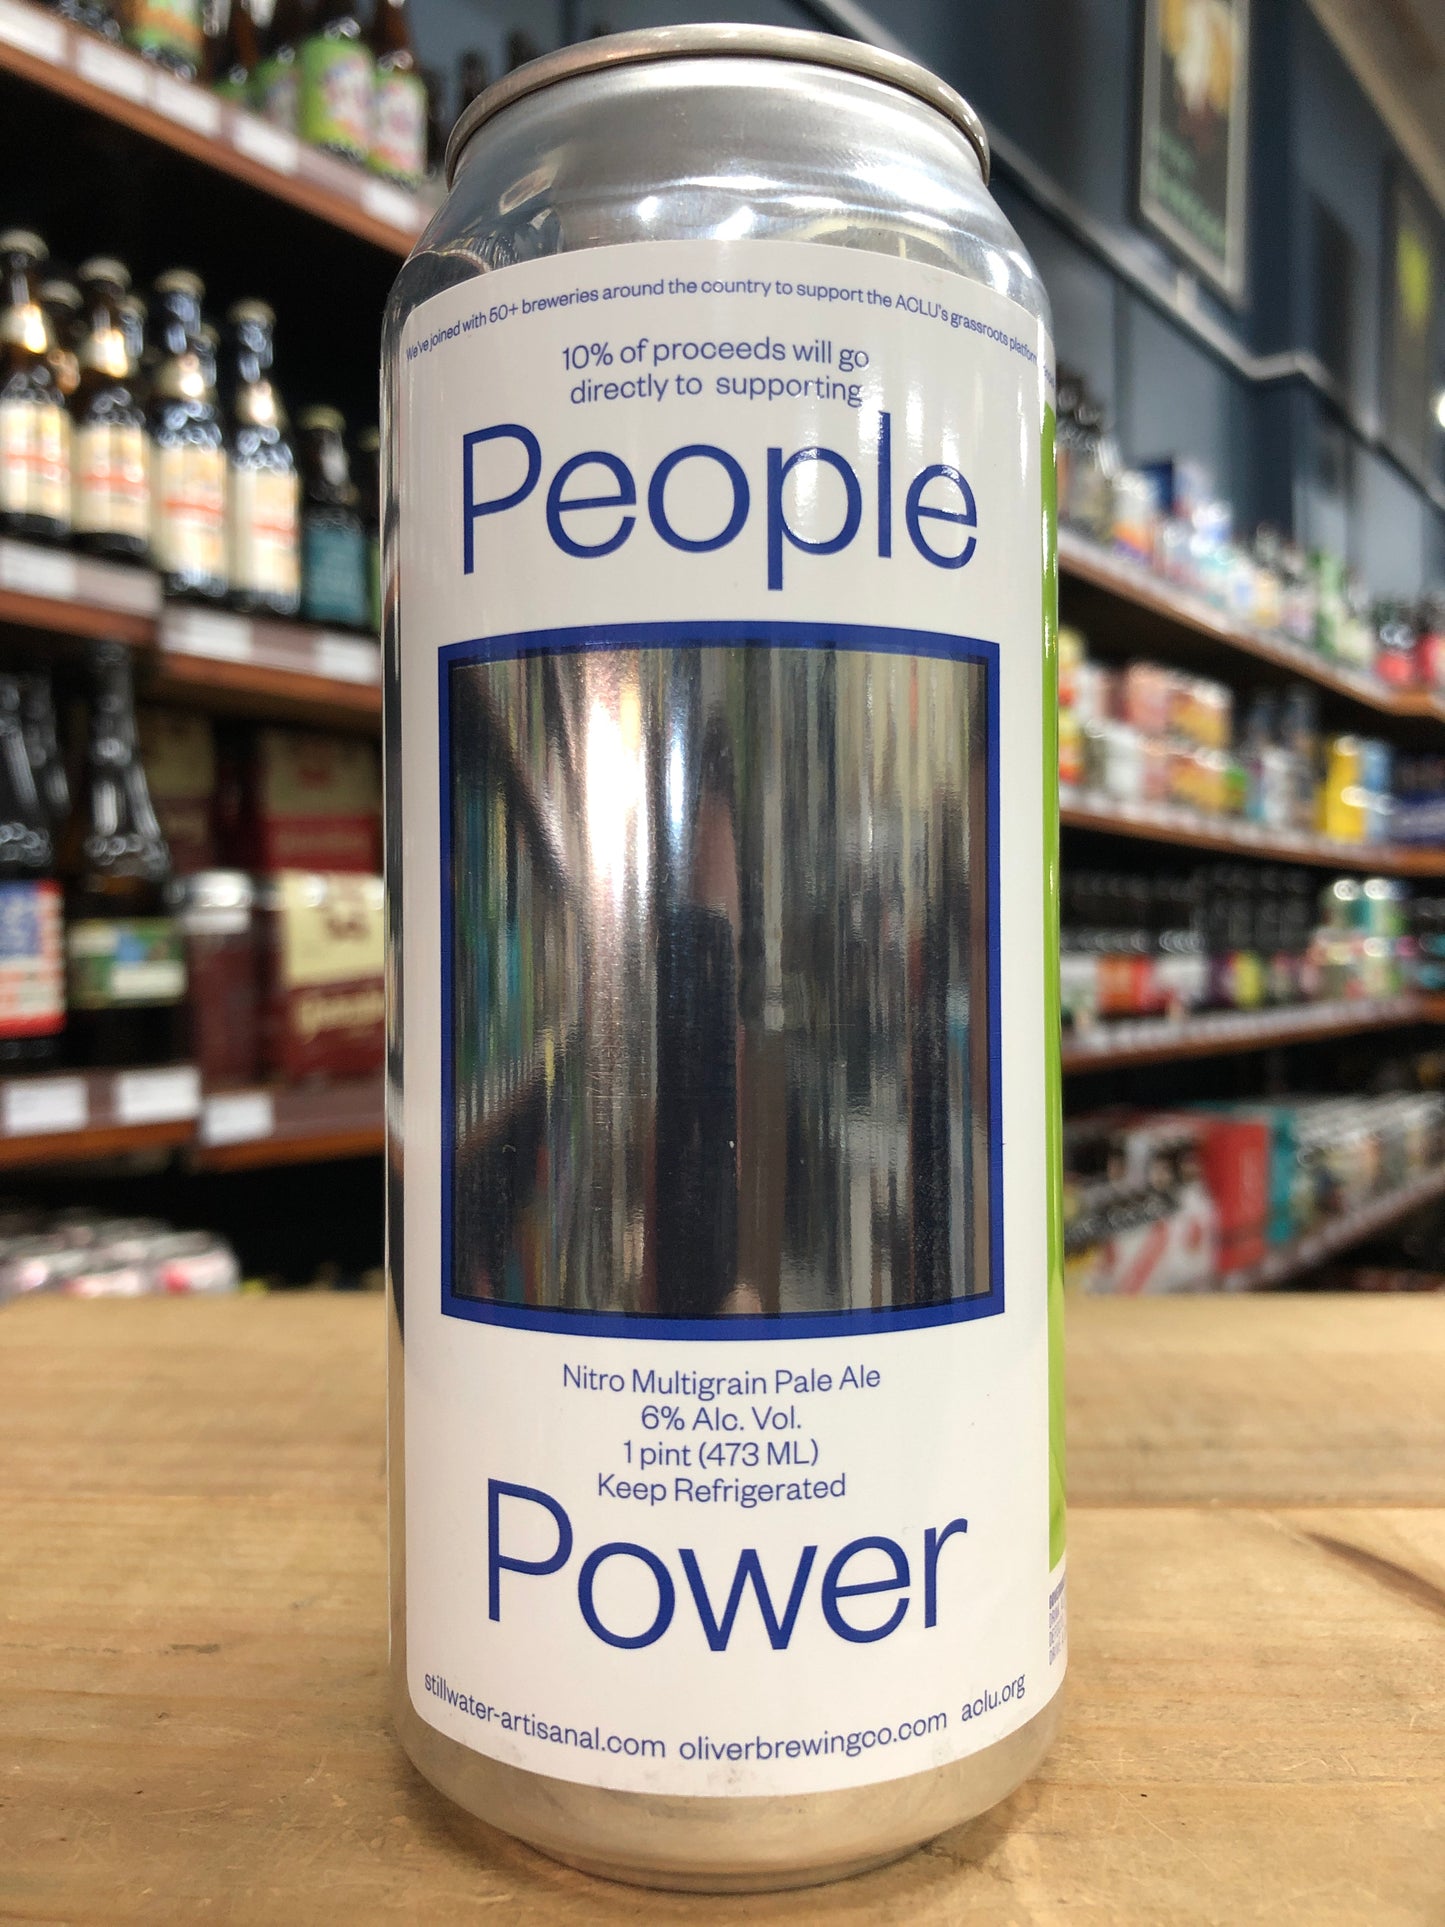 We've joined with 50+ breweries around the country to support the ACLU's grassroots platform
10% of proceeds will go
directly to supporting
People
Nitro Multigrain Pale Ale
6% Alc. Vol.
1 pint (473 ML)
Keep Refrigerated
Power
stillwater-artisanal.com oliverbrewingco.com aclu.org